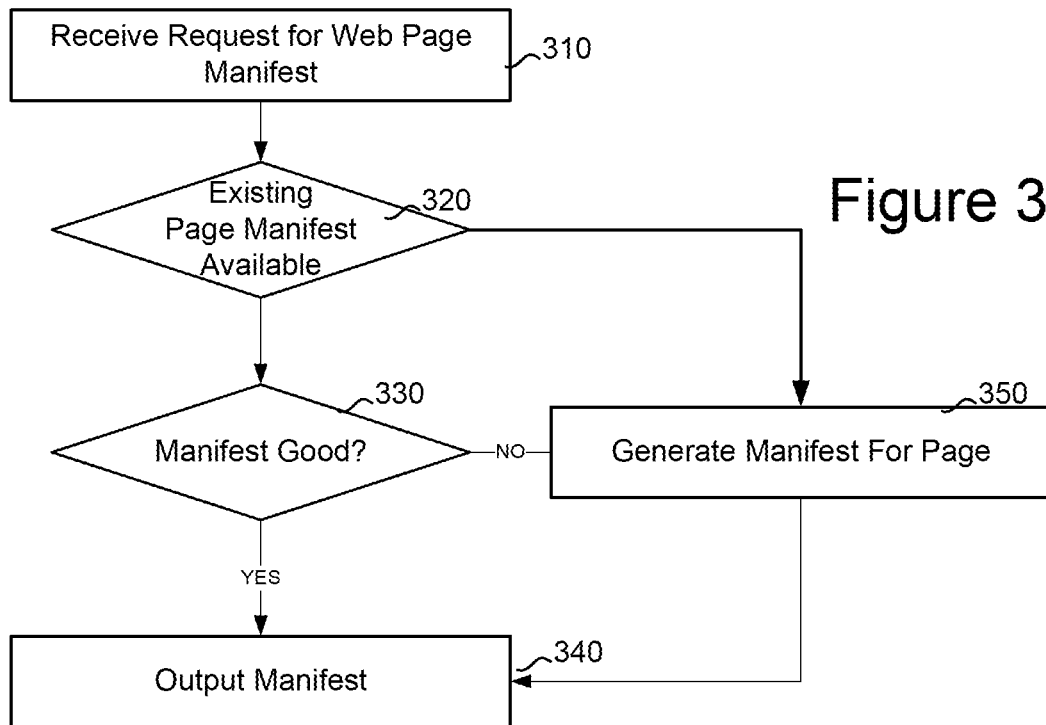 Receive Request for Web Page
Manifest
310
Existing
Page Manifest
Available
320
Figure 3
330
Manifest Good?
NO
350
Generate Manifest For Page
YES
Output Manifest
340